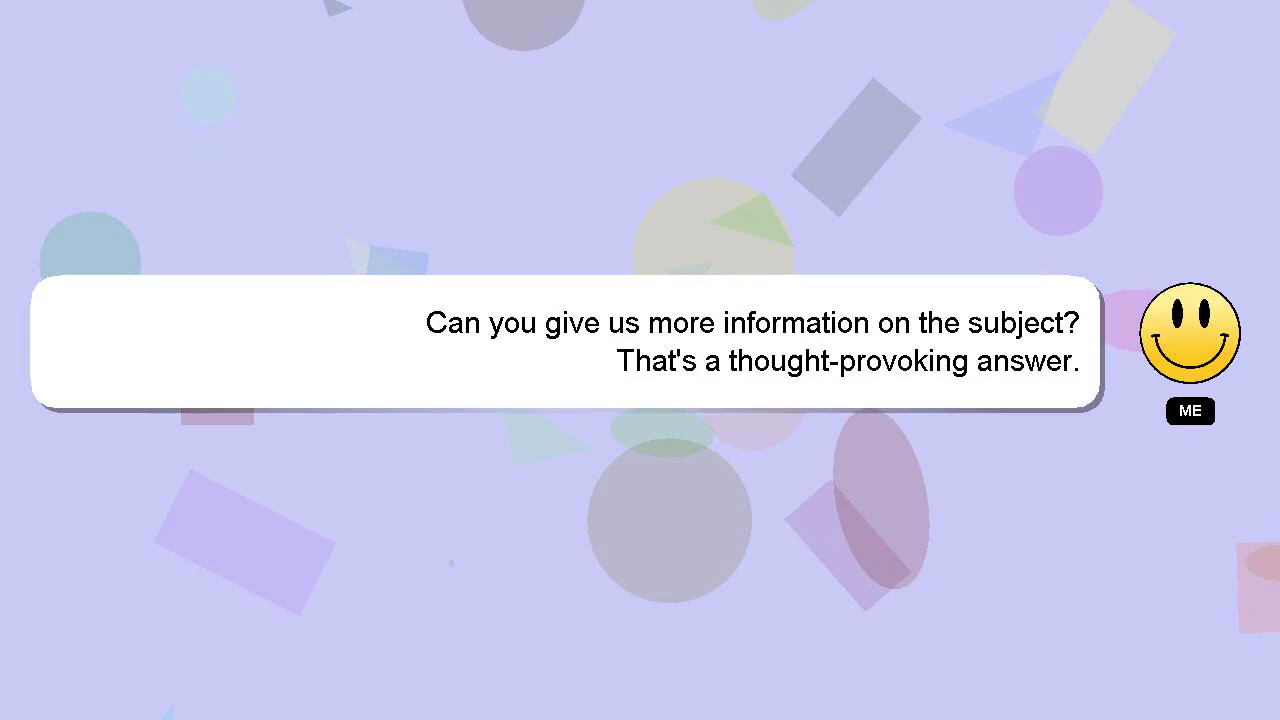 Can you give us more information on the subject?
That's a thought-provoking answer.
ME